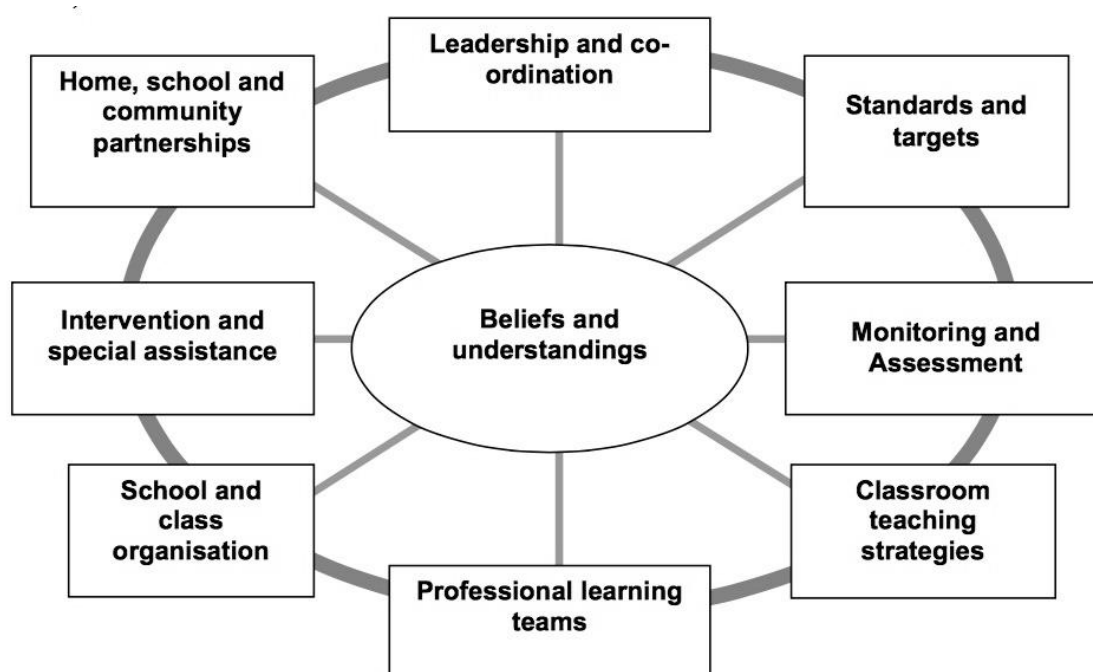 Leadership and co-
ordination
Home, school and
community
partnerships
Standards and
targets
Intervention and
special assistance
Beliefs and
understandings
Monitoring and
Assessment
School and
class
organisation
Classroom
teaching
strategies
Professional learning
teams